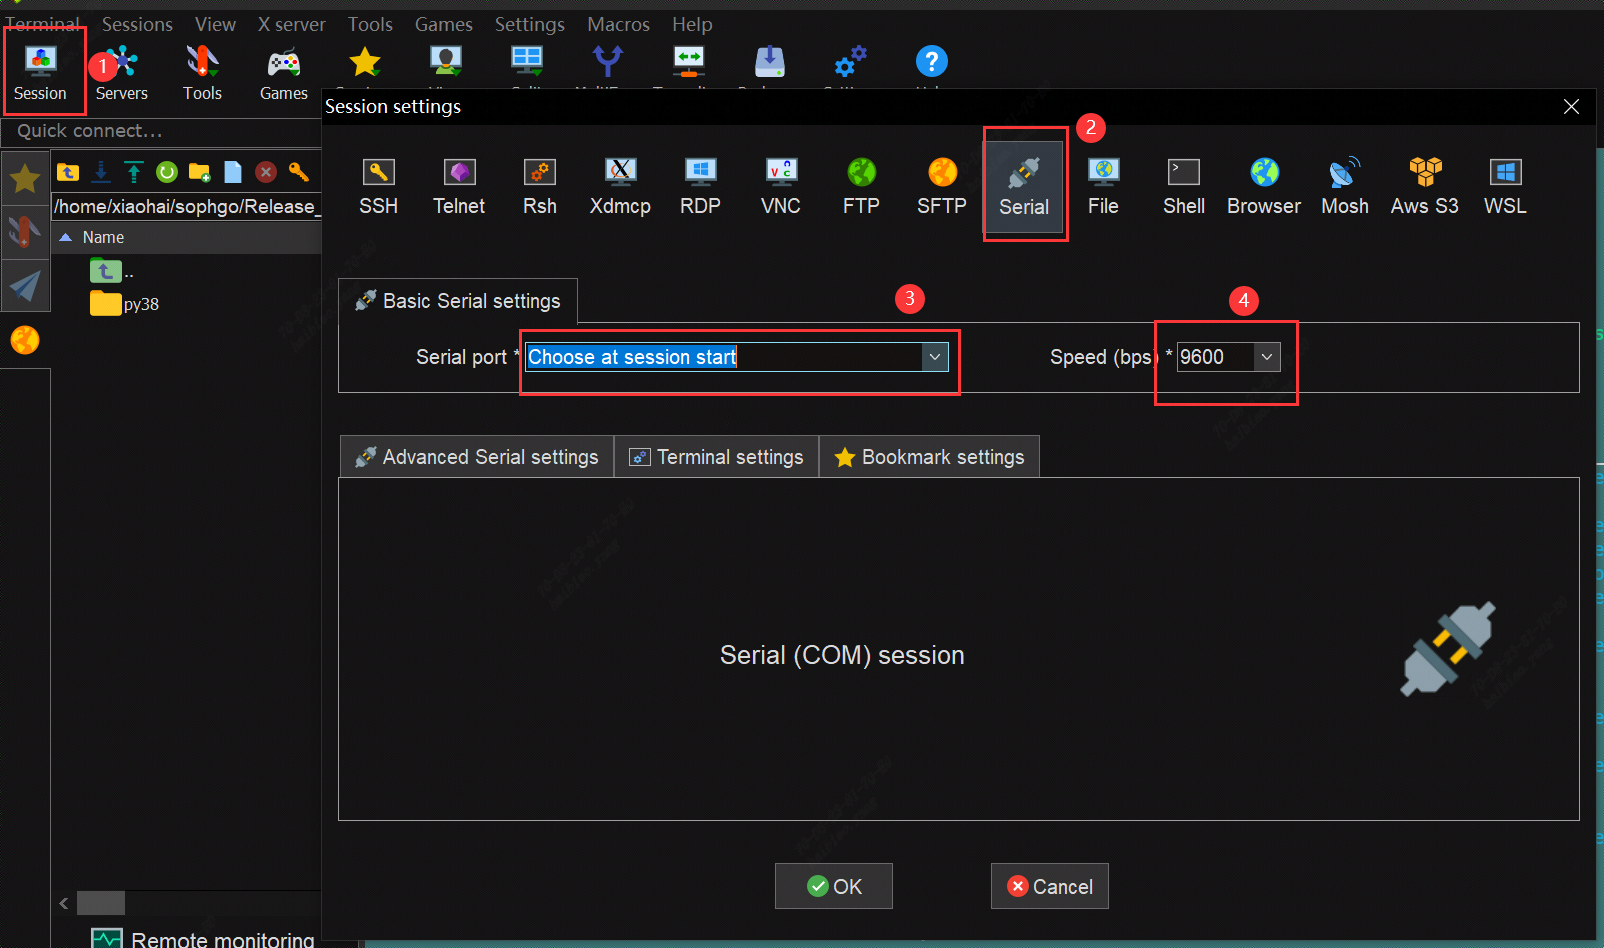 Terminal Sessions View X server Tools Games Settings Macros Help
1
Session Servers Tools Games
Session settings
Quick connect...
2
SSH Telnet Rsh Xdmcp RDP VNC FTP SFTP Serial File Shell Browser Mosh Aws S3 WSL
/home/xiaohai/sophgo/Release_
Name
..
py38
Basic Serial settings
3
4
Serial port * Choose at session start
Speed (bps) * 9600
Advanced Serial settings Terminal settings Bookmark settings
Serial (COM) session
OK Cancel
Remote monitoring